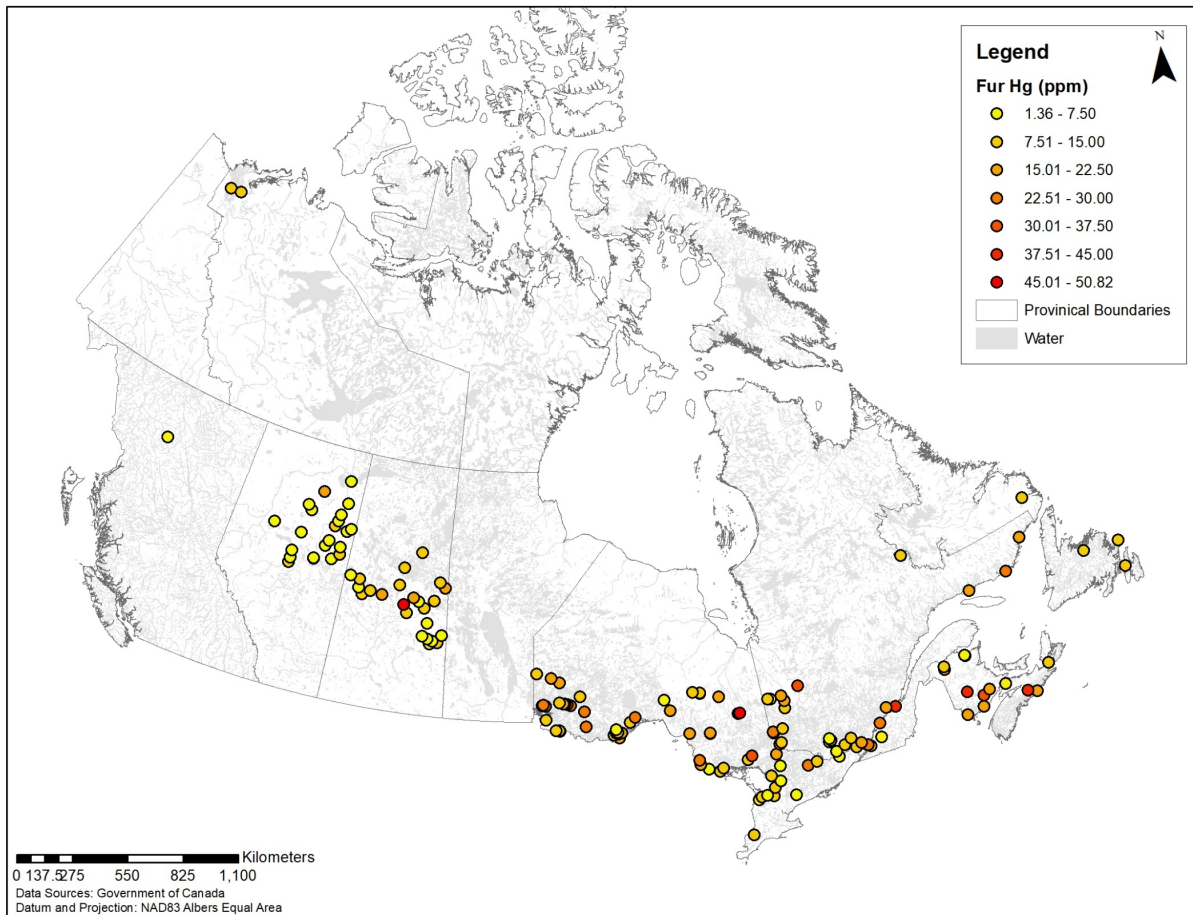 N
Legend
Fur Hg (ppm)
1.36 - 7.50
7.51 - 15.00
15.01 - 22.50
22.51 - 30.00
30.01 - 37.50
37.51 - 45.00
45.01 - 50.82
Provinical Boundaries
Water
Kilometers
0 137.5 275 550 825 1,100
Data Sources: Government of Canada
Datum and Projection: NAD83 Albers Equal Area